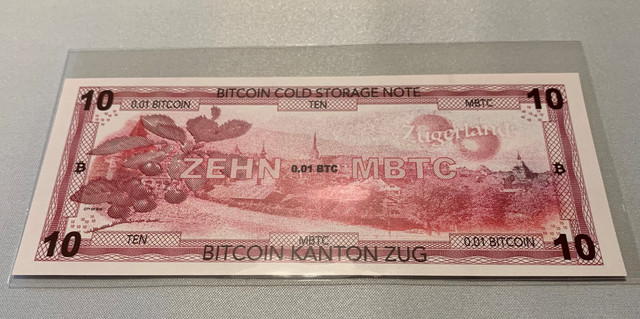 BITCOIN COLD STORAGE NOTE
10 0.01 BITCOIN TEN MBTC 10
Zugerland
₿ ZEHN 0.01 BTC MBTC ₿
10 TEN MBTC 0.01 BITCOIN 10
BITCOIN KANTON ZUG